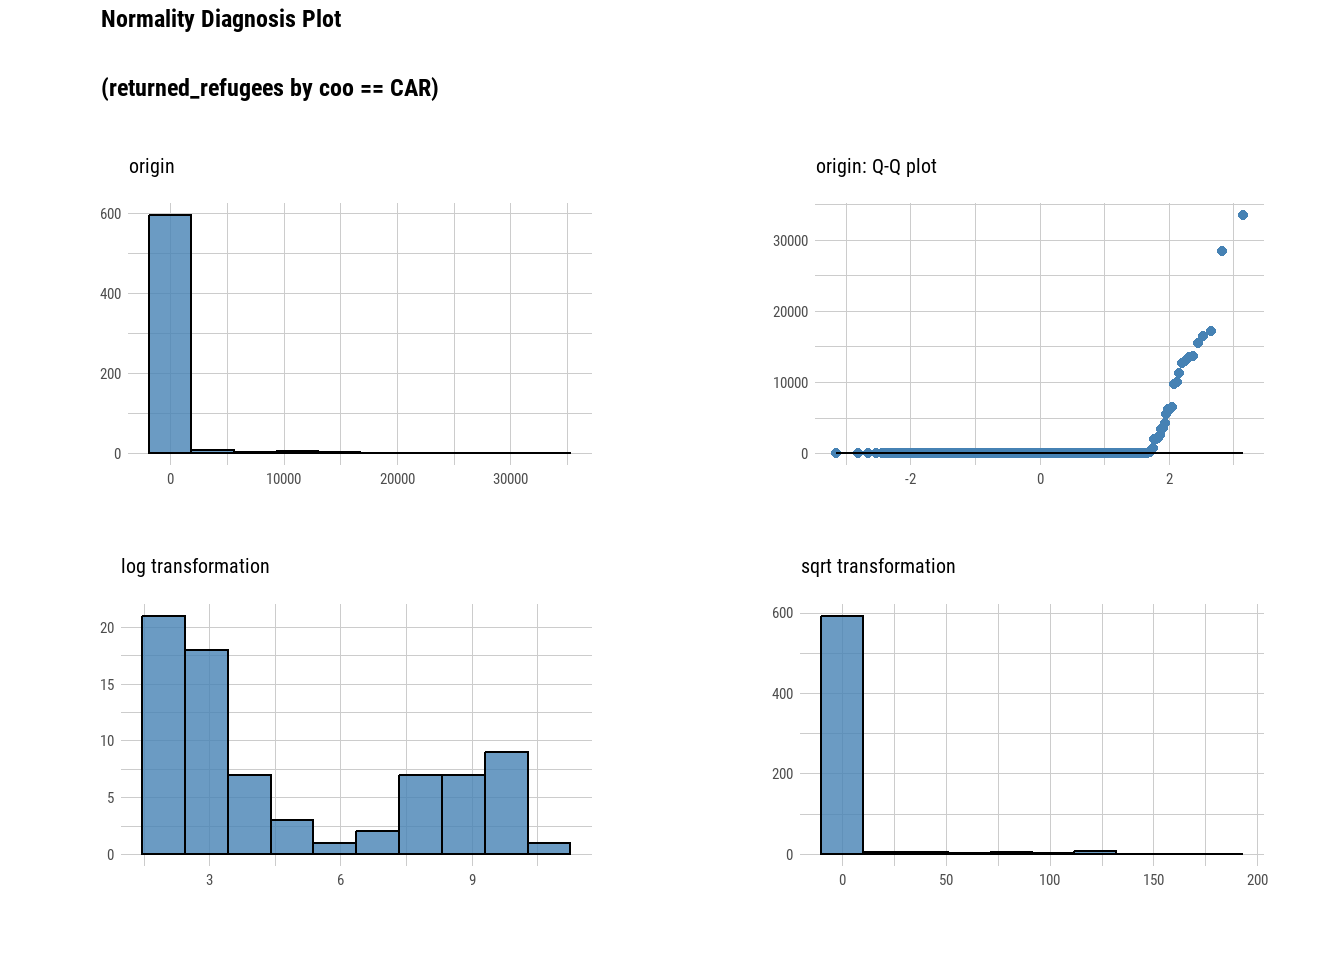 Normality Diagnosis Plot
(returned_refugees by coo == CAR)
origin
600
400
200
0
0 10000 20000 30000
origin: Q-Q plot
30000
20000
10000
0
-2 0 2
log transformation
20
15
10
5
0
3 6 9
sqrt transformation
600
400
200
0
0 50 100 150 200